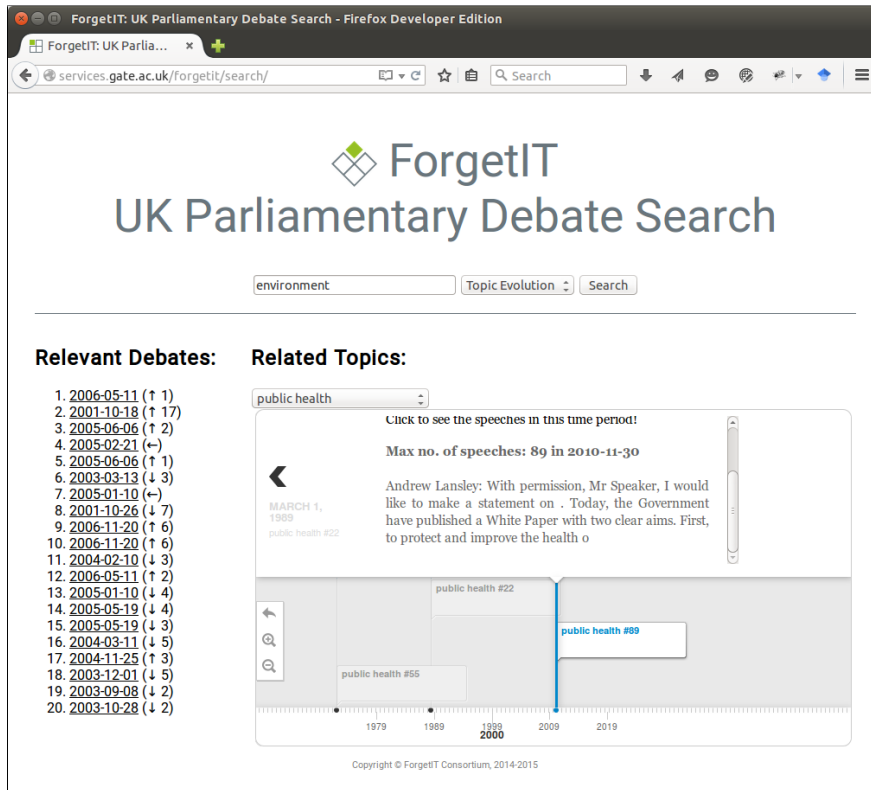 ForgetIT: UK Parliamentary Debate Search - Firefox Developer Edition
ForgetIT: UK Parlia...
services.gate.ac.uk/forgetit/search/
Search
ForgetIT
UK Parliamentary Debate Search
environment
Topic Evolution
Search
Relevant Debates:
1. 2006-05-11 (↑ 1)
2. 2001-10-18 (↑ 17)
3. 2005-06-06 (↑ 2)
4. 2005-02-21 (←)
5. 2005-06-06 (↑ 1)
6. 2003-03-13 (↓ 3)
7. 2005-01-10 (←)
8. 2001-10-26 (↓ 7)
9. 2006-11-20 (↑ 6)
10. 2006-11-20 (↑ 6)
11. 2004-02-10 (↓ 3)
12. 2006-05-11 (↑ 2)
13. 2005-01-10 (↓ 4)
14. 2005-05-19 (↓ 4)
15. 2005-05-19 (↓ 3)
16. 2004-03-11 (↓ 5)
17. 2004-11-25 (↑ 3)
18. 2003-12-01 (↓ 5)
19. 2003-09-08 (↓ 2)
20. 2003-10-28 (↓ 2)
Related Topics:
public health
Click to see the speeches in this time period!
Max no. of speeches: 89 in 2010-11-30
Andrew Lansley: With permission, Mr Speaker, I would
like to make a statement on . Today, the Government
have published a White Paper with two clear aims. First,
to protect and improve the health o
MARCH 1,
1989
public health #22
public health #22
public health #89
public health #55
1979
1989
1999
2000
2009
2019
Copyright © ForgetIT Consortium, 2014-2015